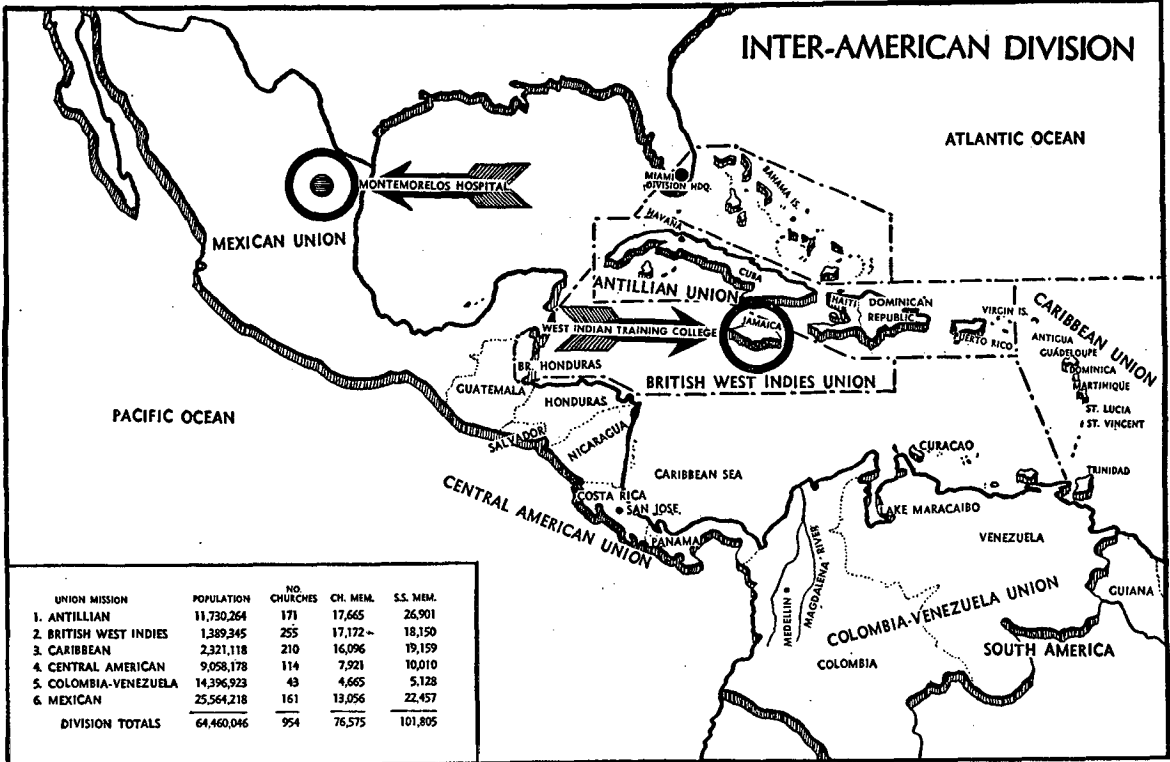 INTER-AMERICAN DIVISION
ATLANTIC OCEAN
MIAMI
DIVISION HDQ.
BAHAMA IS.
MONTEMORELOS HOSPITAL
MEXICAN UNION
HAVANA
CUBA
ANTILLIAN UNION
HAITI
DOMINICAN
REPUBLIC
VIRGIN IS.
PUERTO RICO
CARIBBEAN UNION
ANTIGUA
GUADELOUPE
DOMINICA
MARTINIQUE
ST. LUCIA
ST. VINCENT
WEST INDIAN TRAINING COLLEGE
JAMAICA
BR. HONDURAS
BRITISH WEST INDIES UNION
GUATEMALA
HONDURAS
PACIFIC OCEAN
SALVADOR
NICARAGUA
CARIBBEAN SEA
CURACAO
TRINIDAD
CENTRAL AMERICAN UNION
COSTA RICA
SAN JOSE
PANAMA
LAKE MARACAIBO
VENEZUELA
MEDELLIN
MAGDALENA RIVER
GUIANA
COLOMBIA-VENEZUELA UNION
COLOMBIA
SOUTH AMERICA
UNION MISSION POPULATION NO. CHURCHES CH. MEM. S.S. MEM.
1. ANTILLIAN 11,730,264 171 17,665 26,901
2. BRITISH WEST INDIES 1,389,345 255 17,172 18,150
3. CARIBBEAN 2,321,118 210 16,096 19,159
4. CENTRAL AMERICAN 9,058,178 114 7,921 10,010
5. COLOMBIA-VENEZUELA 14,396,923 43 4,665 5,128
6. MEXICAN 25,564,218 161 13,056 22,457
DIVISION TOTALS 64,460,046 954 76,575 101,805